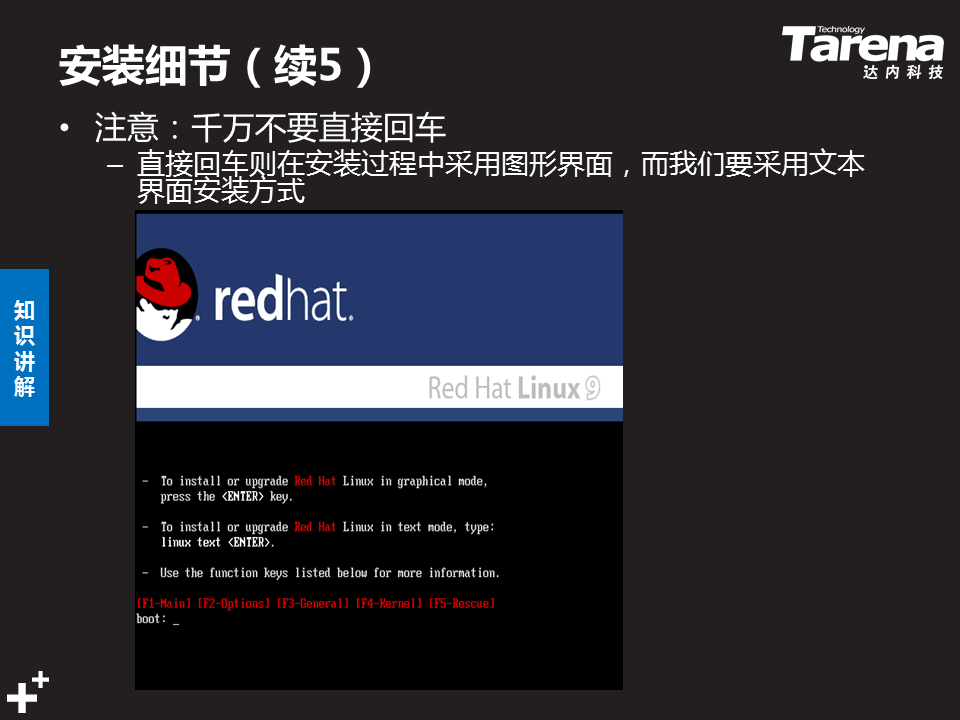 安装细节（续5）
Technology
Tarena
达内科技
• 注意：千万不要直接回车
– 直接回车则在安装过程中采用图形界面，而我们要采用文本
界面安装方式
知
识
讲
解
redhat.
Red Hat Linux 9
- To install or upgrade Red Hat Linux in graphical mode,
press the <ENTER> key.
- To install or upgrade Red Hat Linux in text mode, type:
linux text <ENTER>.
- Use the function keys listed below for more information.
[F1-Main] [F2-Options] [F3-General] [F4-Kernel] [F5-Rescue]
boot: _